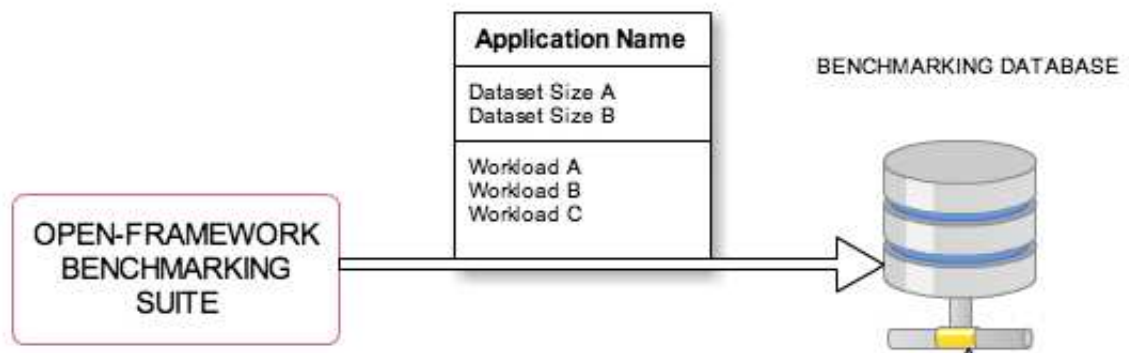 Application Name
Dataset Size A
Dataset Size B
Workload A
Workload B
Workload C
BENCHMARKING DATABASE
OPEN-FRAMEWORK
BENCHMARKING
SUITE